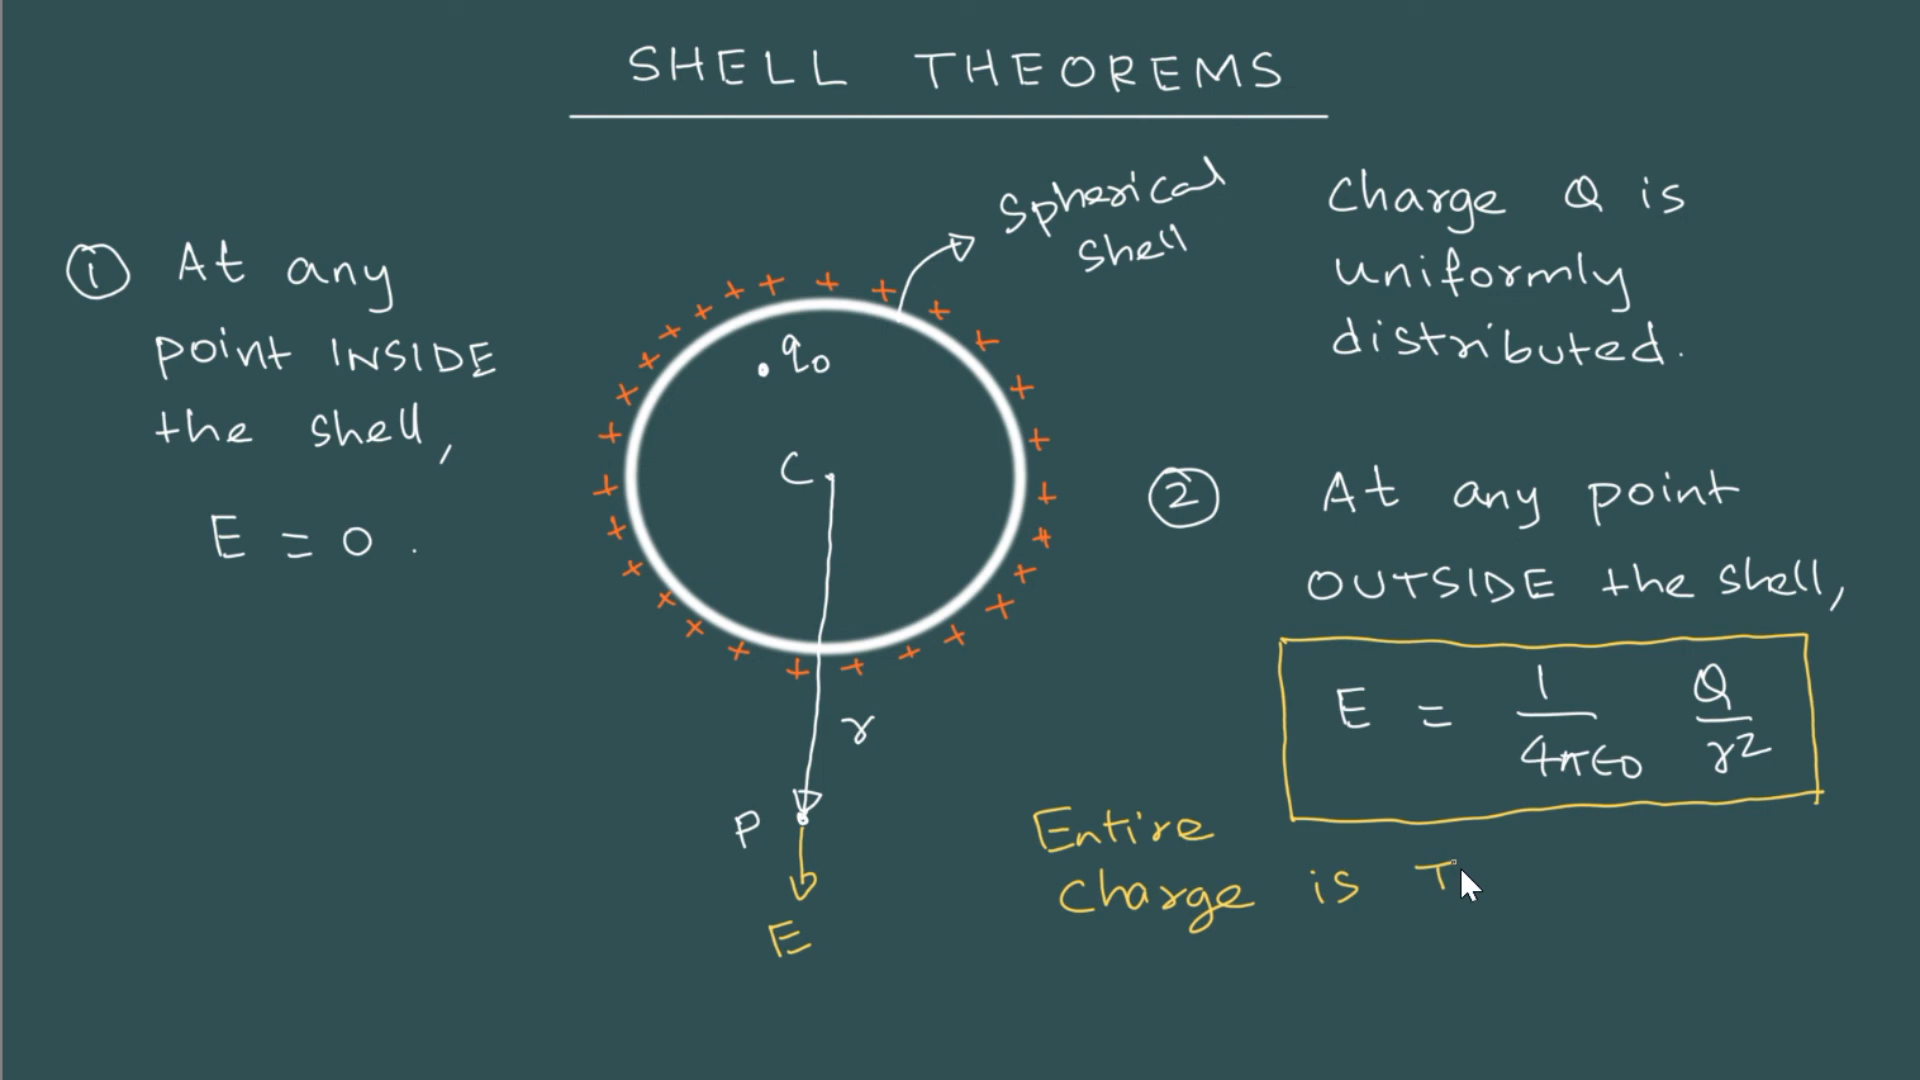 SHELL THEOREMS
① At any
point INSIDE
the shell,
E = 0.
Spherical
shell
Charge Q is
uniformly
distributed.
q₀
C
r
P
E
② At any point
OUTSIDE the shell,
E = 1/4πϵ₀ Q/r²
Entire
charge is T